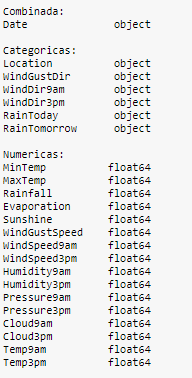 Combinada:
Date object
Categoricas:
Location object
WindGustDir object
WindDir9am object
WindDir3pm object
RainToday object
RainTomorrow object
Numericas:
MinTemp float64
MaxTemp float64
Rainfall float64
Evaporation float64
Sunshine float64
WindGustSpeed float64
WindSpeed9am float64
WindSpeed3pm float64
Humidity9am float64
Humidity3pm float64
Pressure9am float64
Pressure3pm float64
Cloud9am float64
Cloud3pm float64
Temp9am float64
Temp3pm float64